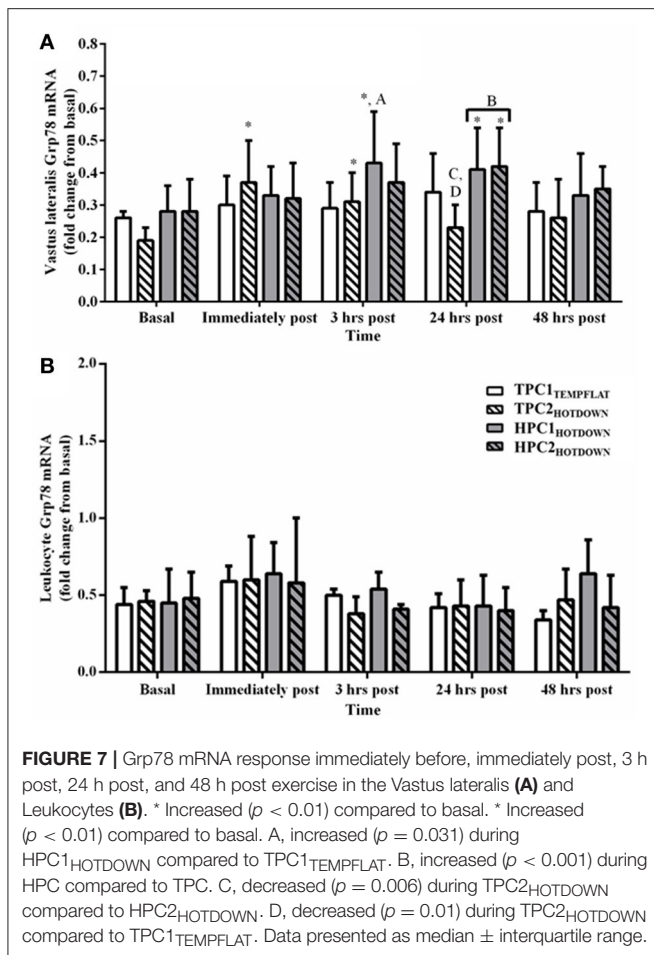 A
Vastus lateralis Grp78 mRNA
(fold change from basal)
0.8
0.7
0.6
0.5
0.4
0.3
0.2
0.1
0.0
*
*
*, A
C,
D
B
*
*
Basal
Immediately post
3 hrs post
24 hrs post
48 hrs post
Time
B
Leukocyte Grp78 mRNA
(fold change from basal)
2.0
1.5
1.0
0.5
0.0
TPC1TEMPFLAT
TPC2HOTDOWN
HPC1HOTDOWN
HPC2HOTDOWN
Basal
Immediately post
3 hrs post
24 hrs post
48 hrs post
Time
FIGURE 7 | Grp78 mRNA response immediately before, immediately post, 3 h
post, 24 h post, and 48 h post exercise in the Vastus lateralis (A) and
Leukocytes (B). * Increased (p < 0.01) compared to basal. * Increased
(p < 0.01) compared to basal. A, increased (p = 0.031) during
HPC1HOTDOWN compared to TPC1TEMPFLAT. B, increased (p < 0.001) during
HPC compared to TPC. C, decreased (p = 0.006) during TPC2HOTDOWN
compared to HPC2HOTDOWN. D, decreased (p = 0.01) during TPC2HOTDOWN
compared to TPC1TEMPFLAT. Data presented as median ± interquartile range.